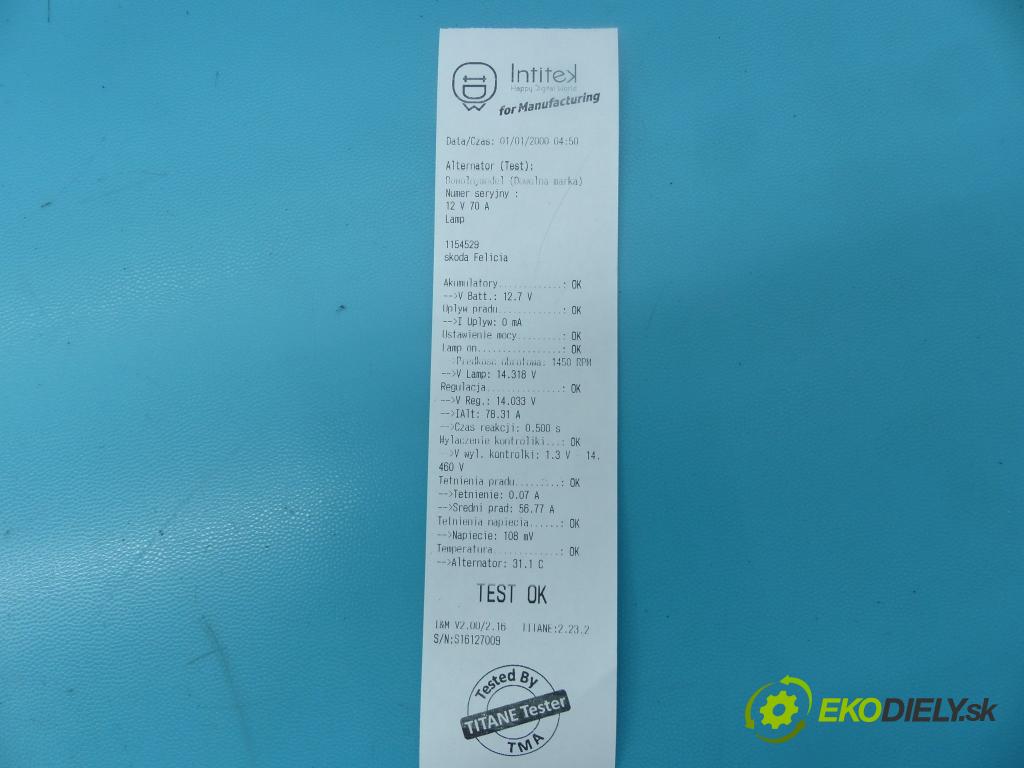 Intitek
Happy Digital World
for Manufacturing
Data/Czas: 01/01/2000 04:50
Alternator (Test):
(Dowolna marka)
Numer seryjny :
12 V 70 A
Lamp
1154529
skoda Felicia
Akumulatory............: OK
-->V Batt.: 12.7 V
Uplyw pradu............: OK
-->I Uplyw: 0 mA
Ustawienie mocy........: OK
Lamp on................: OK
-->Predkosc obrotowa: 1450 RPM
-->V Lamp: 14.318 V
Regulacja..............: OK
-->V Reg.: 14.033 V
-->IAlt: 78.31 A
-->Czas reakcji: 0.500 s
Wylaczenie kontrolki...: OK
-->V wyl. kontrolki: 1.3 V - 14.
460 V
Tetnienia pradu........: OK
-->Tetnienie: 0.07 A
-->Sredni prad: 56.77 A
Tetnienia napiecia.....: OK
-->Napiecie: 108 mV
Temperatura............: OK
-->Alternator: 31.1 C
TEST OK
I&M V2.00/2.16 TITANE:2.23.2
S/N:S16127009
Tested By
TITANE Tester
TMA
EKODIELY.sk